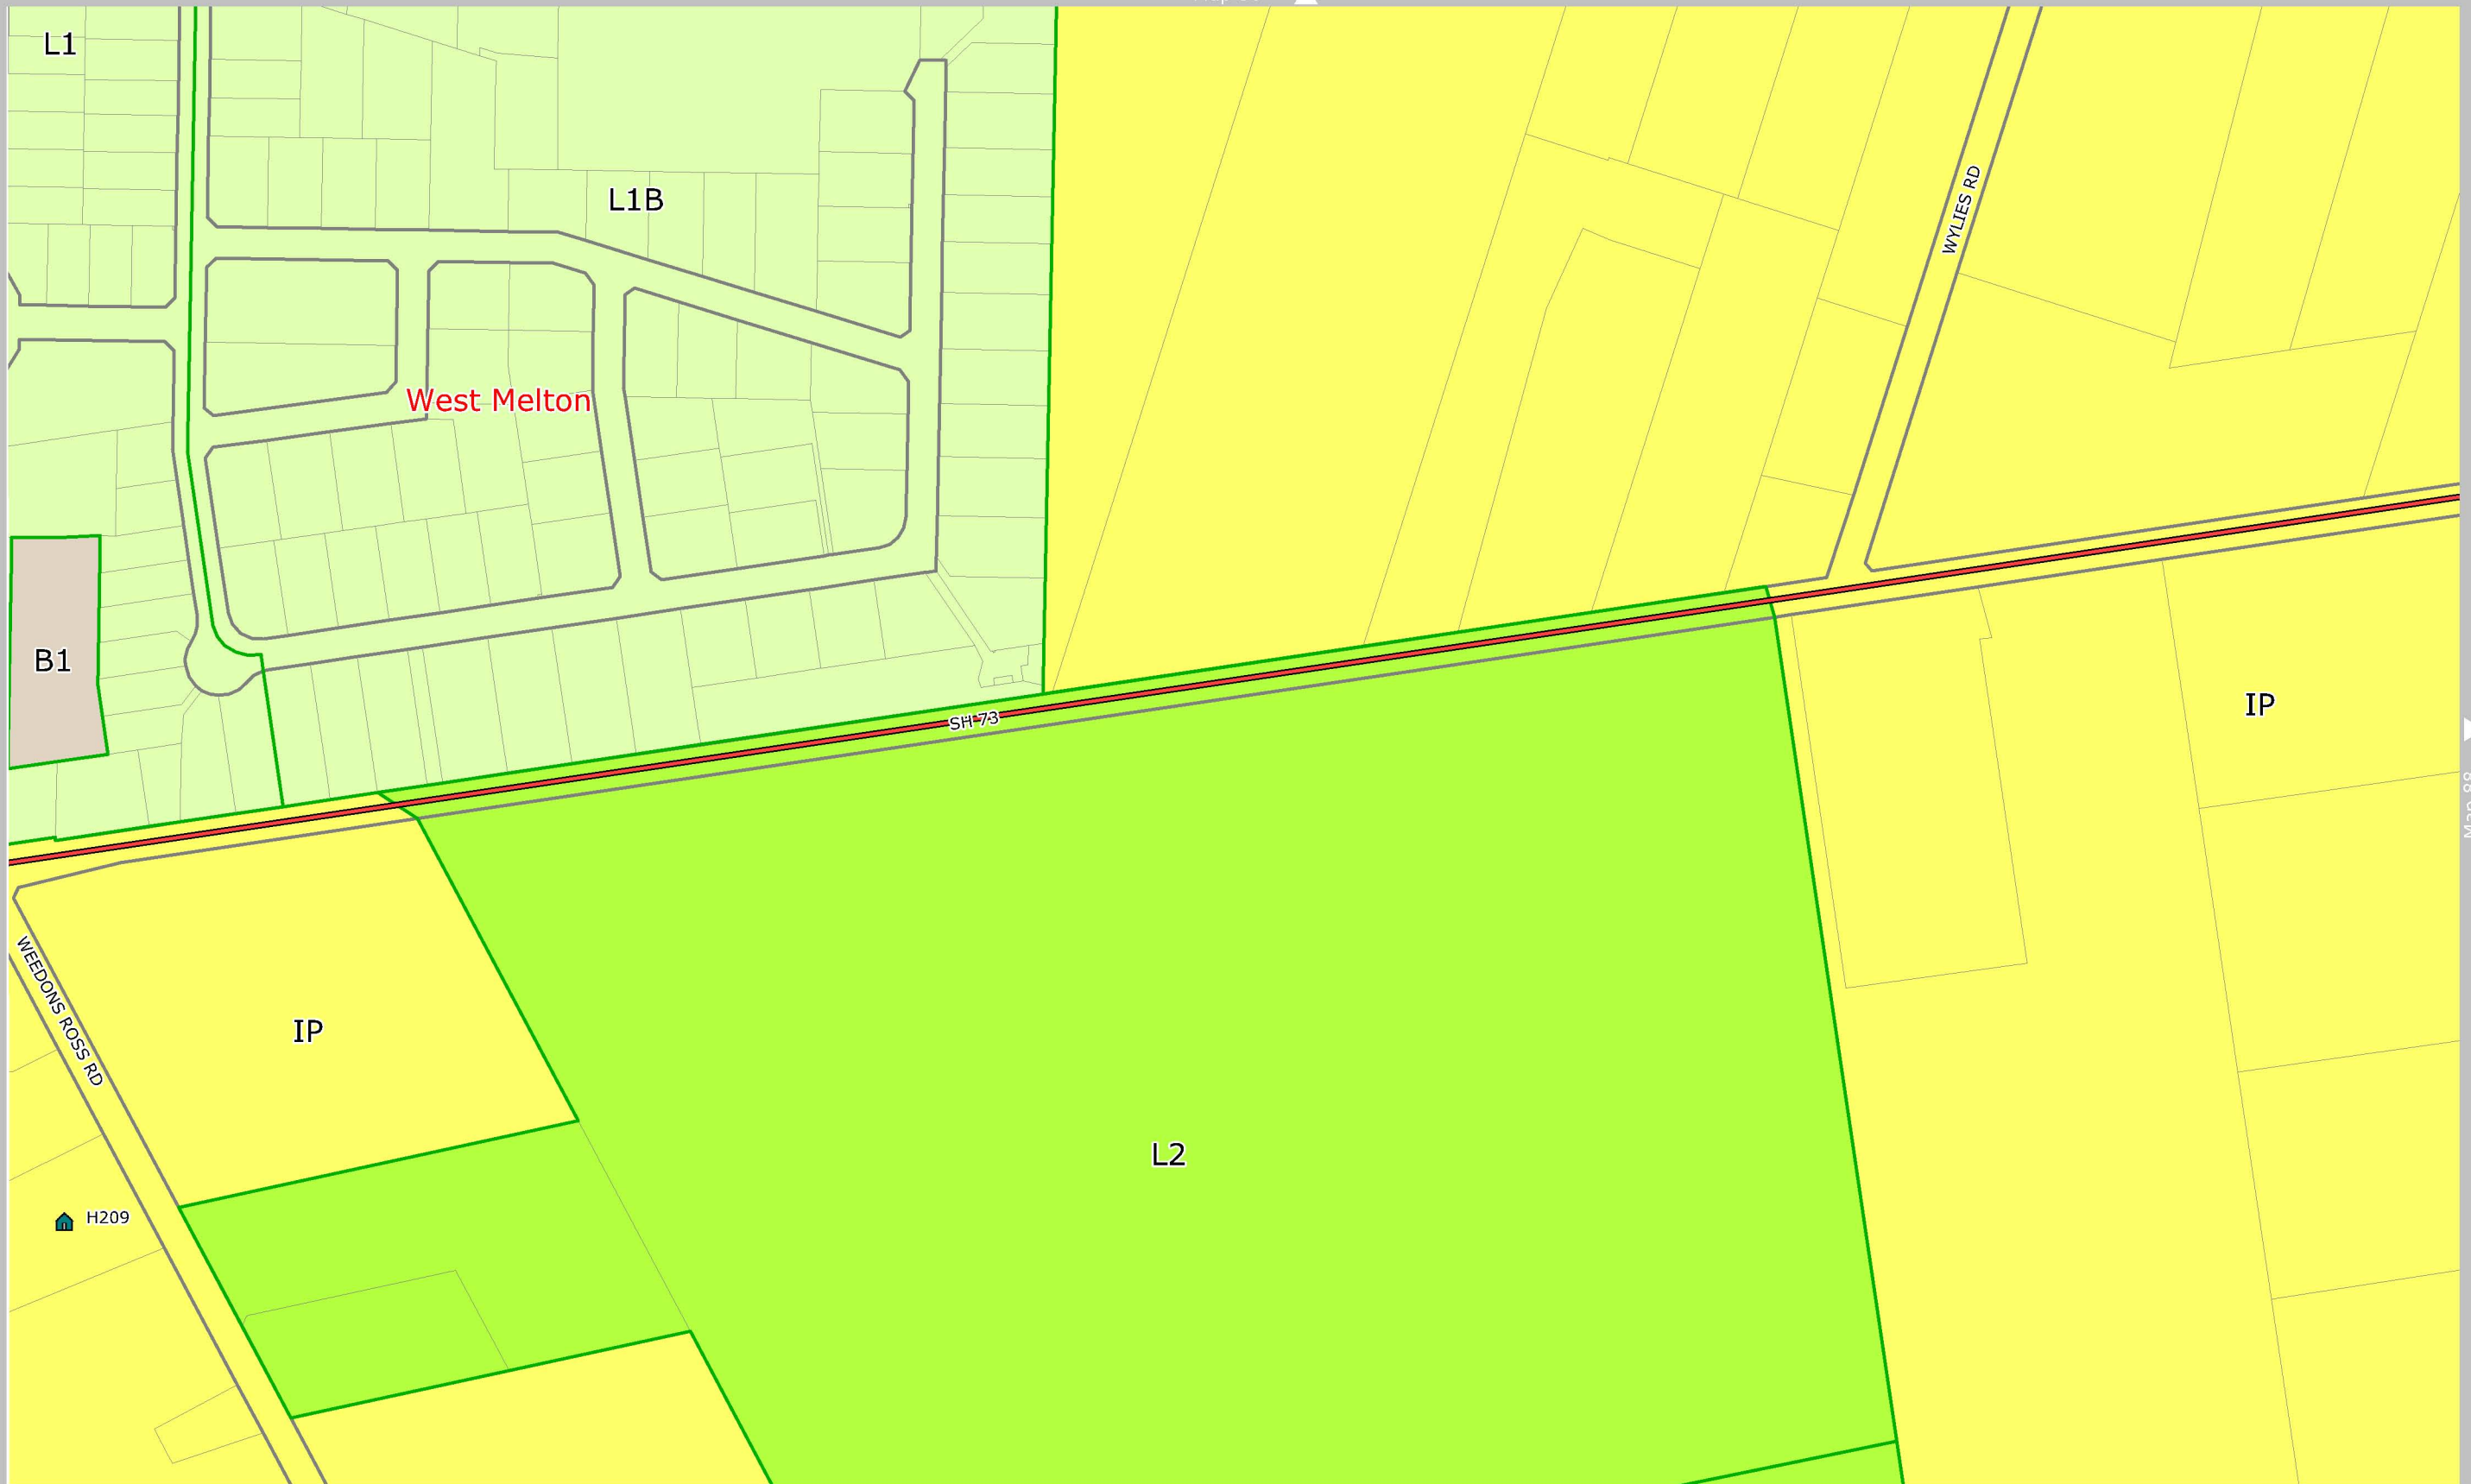 L1
L1B
WYLIES RD
West Melton
B1
SH 73
IP
WEEDONS ROSS RD
IP
L2
H209